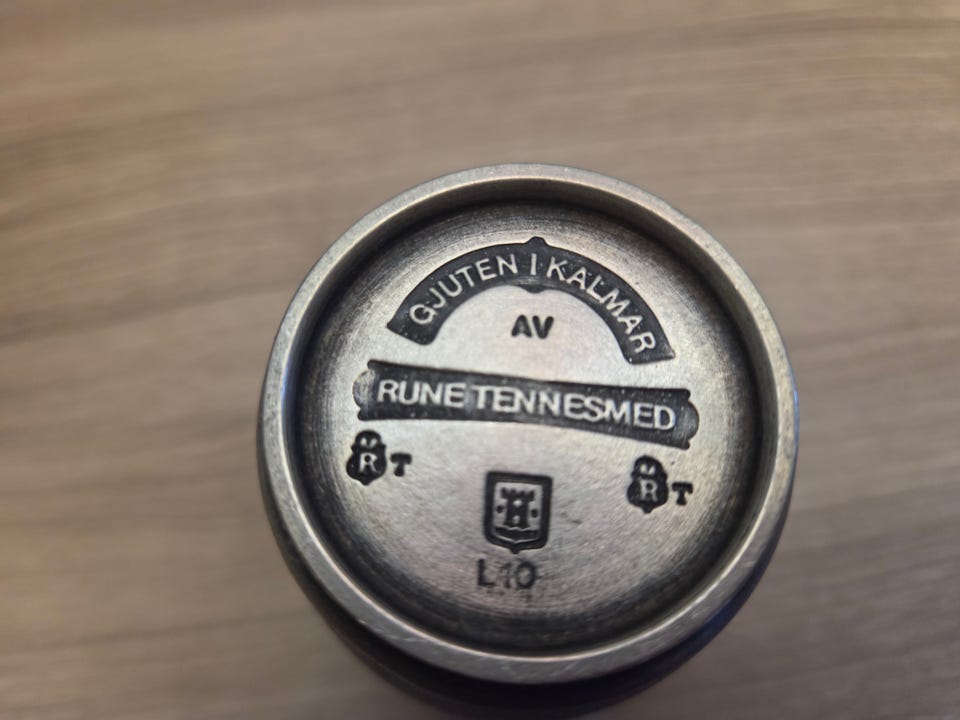 GJUTEN I KALMAR
AV
RUNE TENNESMED
R T R T
L10